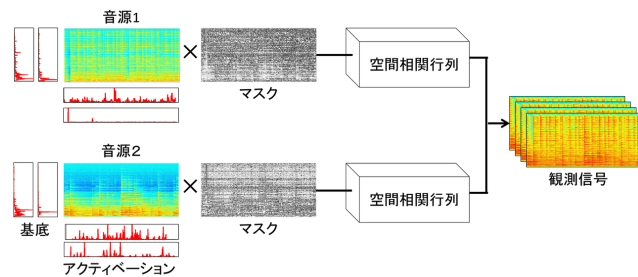 音源1
×
マスク
空間相関行列
音源2
×
マスク
空間相関行列
基底
アクティベーション
観測信号